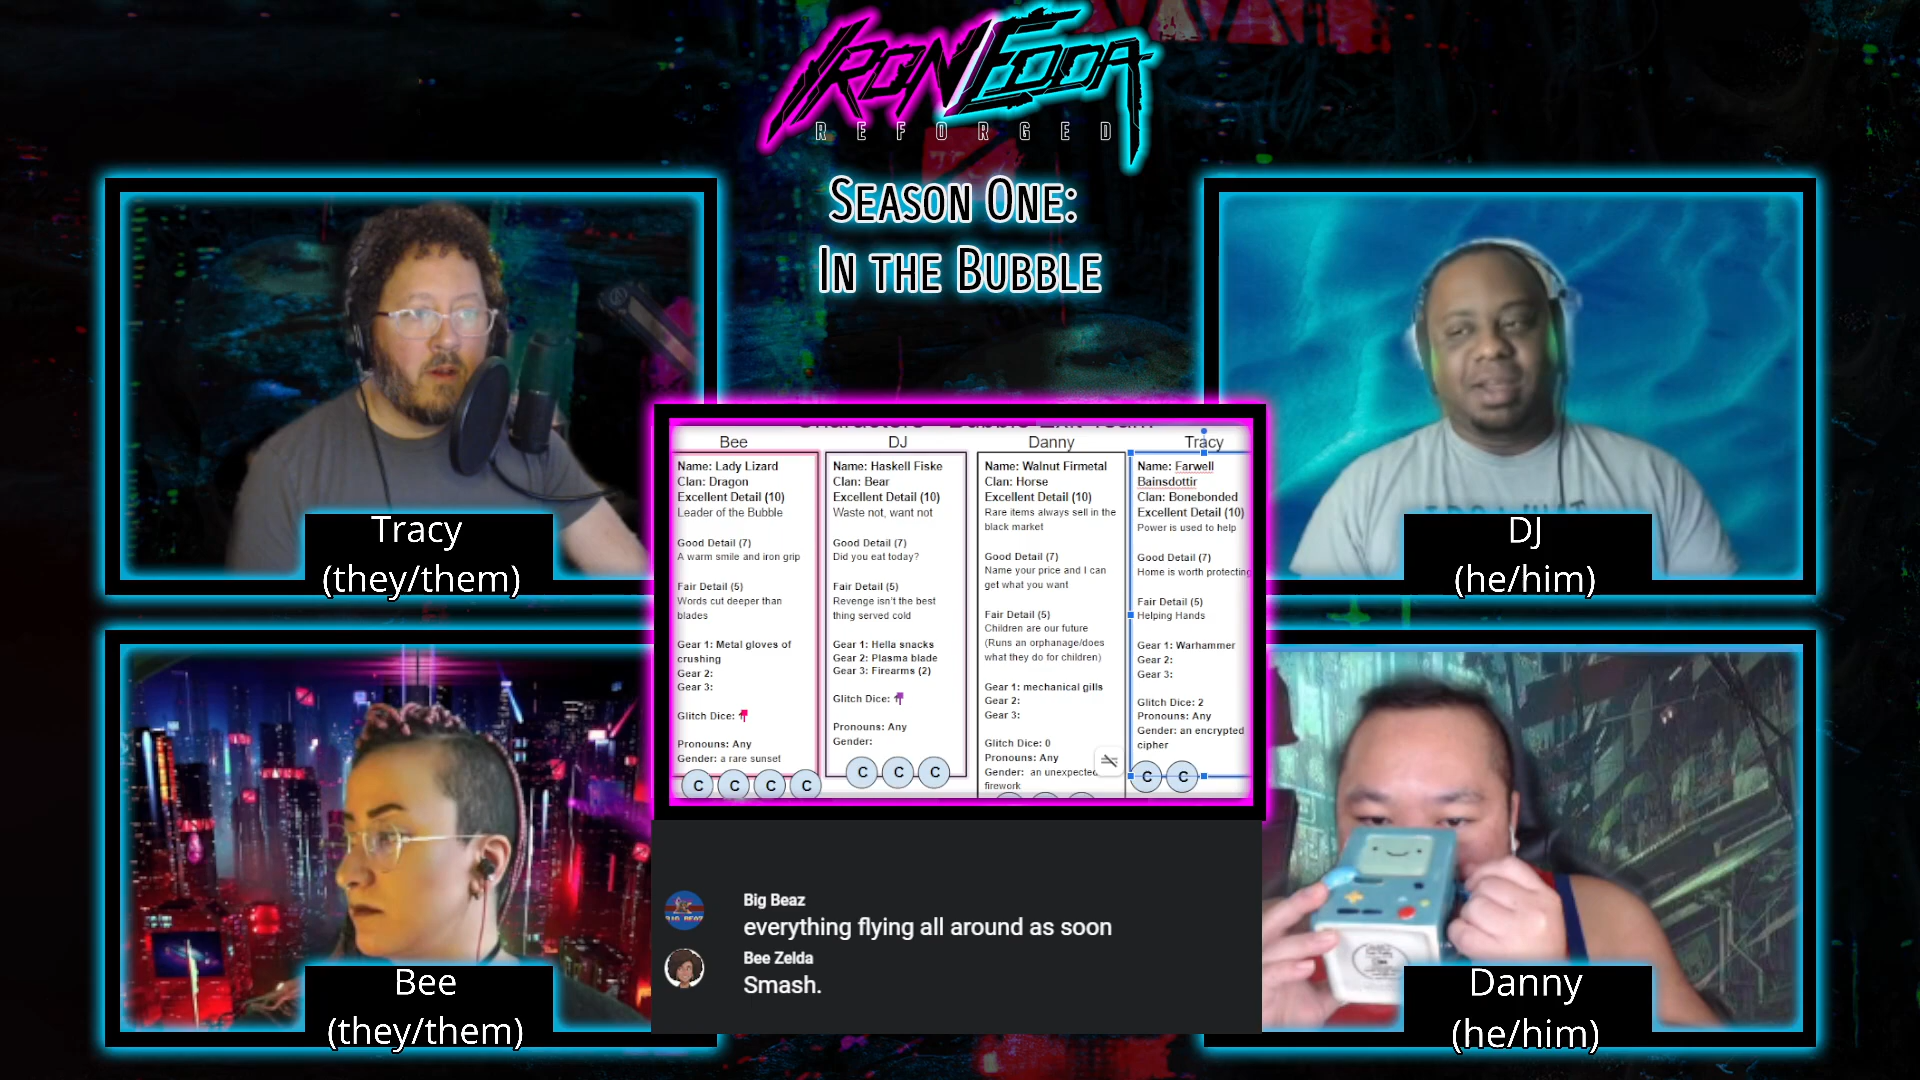 IRON EDDA
REFORGED
SEASON ONE:
IN THE BUBBLE
Tracy
(they/them)
DJ
(he/him)
Bee
DJ
Danny
Tracy
Name: Lady Lizard
Clan: Dragon
Excellent Detail (10)
Leader of the Bubble
Good Detail (7)
A warm smile and iron grip
Fair Detail (5)
Words cut deeper than
blades
Gear 1: Metal gloves of
crushing
Gear 2:
Gear 3:
Glitch Dice:
Pronouns: Any
Gender: a rare sunset
C C C C
Name: Haskell Fiske
Clan: Bear
Excellent Detail (10)
Waste not, want not
Good Detail (7)
Did you eat today?
Fair Detail (5)
Revenge isn't the best
thing served cold
Gear 1: Hella snacks
Gear 2: Plasma blade
Gear 3: Firearms (2)
Glitch Dice:
Pronouns: Any
Gender:
C C C
Name: Walnut Firmetal
Clan: Horse
Excellent Detail (10)
Rare items always sell in the
black market
Good Detail (7)
Name your price and I can
get what you want
Fair Detail (5)
Children are our future
(Runs an orphanage/does
what they do for children)
Gear 1: mechanical gills
Gear 2:
Gear 3:
Glitch Dice: 0
Pronouns: Any
Gender: an unexpected
firework
Name: Farwell
Bainsdottir
Clan: Bonebonded
Excellent Detail (10)
Power is used to help
Good Detail (7)
Home is worth protecting
Fair Detail (5)
Helping Hands
Gear 1: Warhammer
Gear 2:
Gear 3:
Glitch Dice: 2
Pronouns: Any
Gender: an encrypted
cipher
C C
Bee
(they/them)
Big Beaz
everything flying all around as soon
Bee Zelda
Smash.
Danny
(he/him)